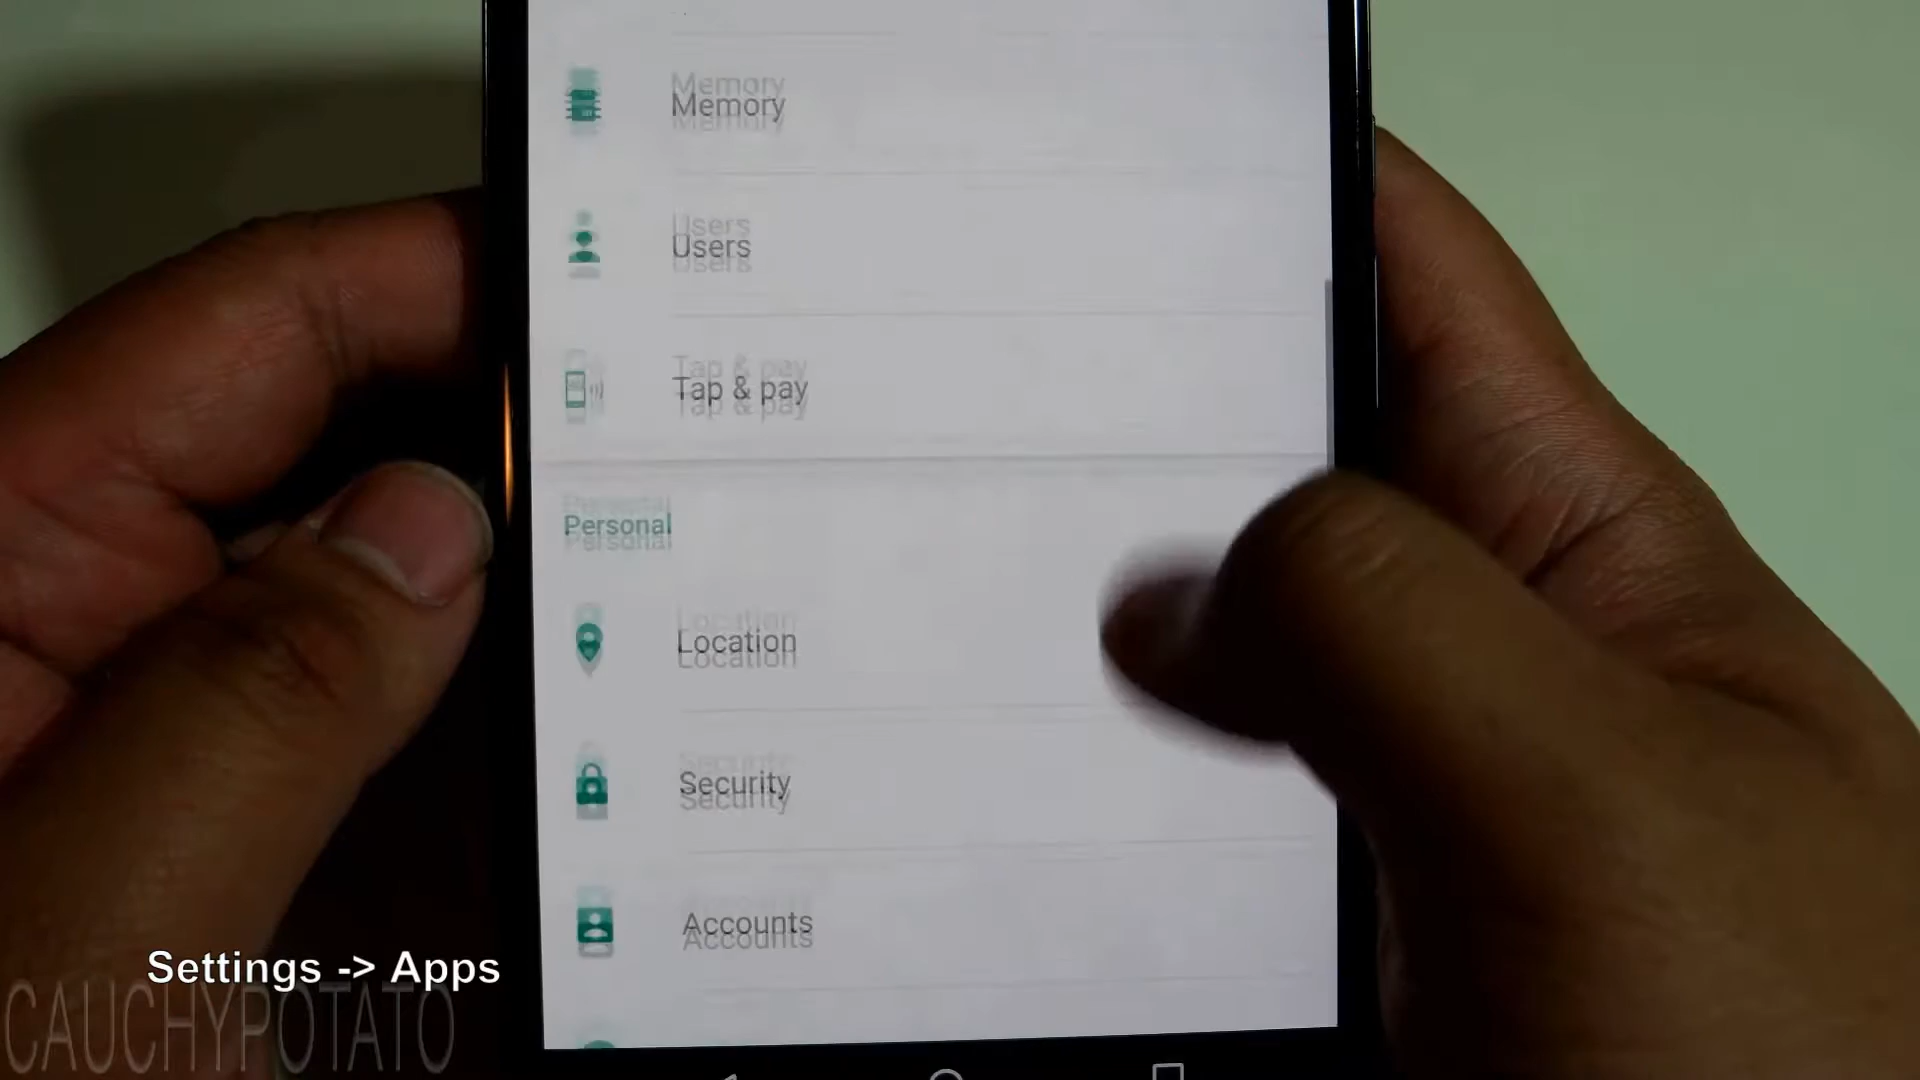 Memory
Users
Tap & pay
Personal
Location
Security
Accounts
Settings -> Apps
CAUCHYPOTATO